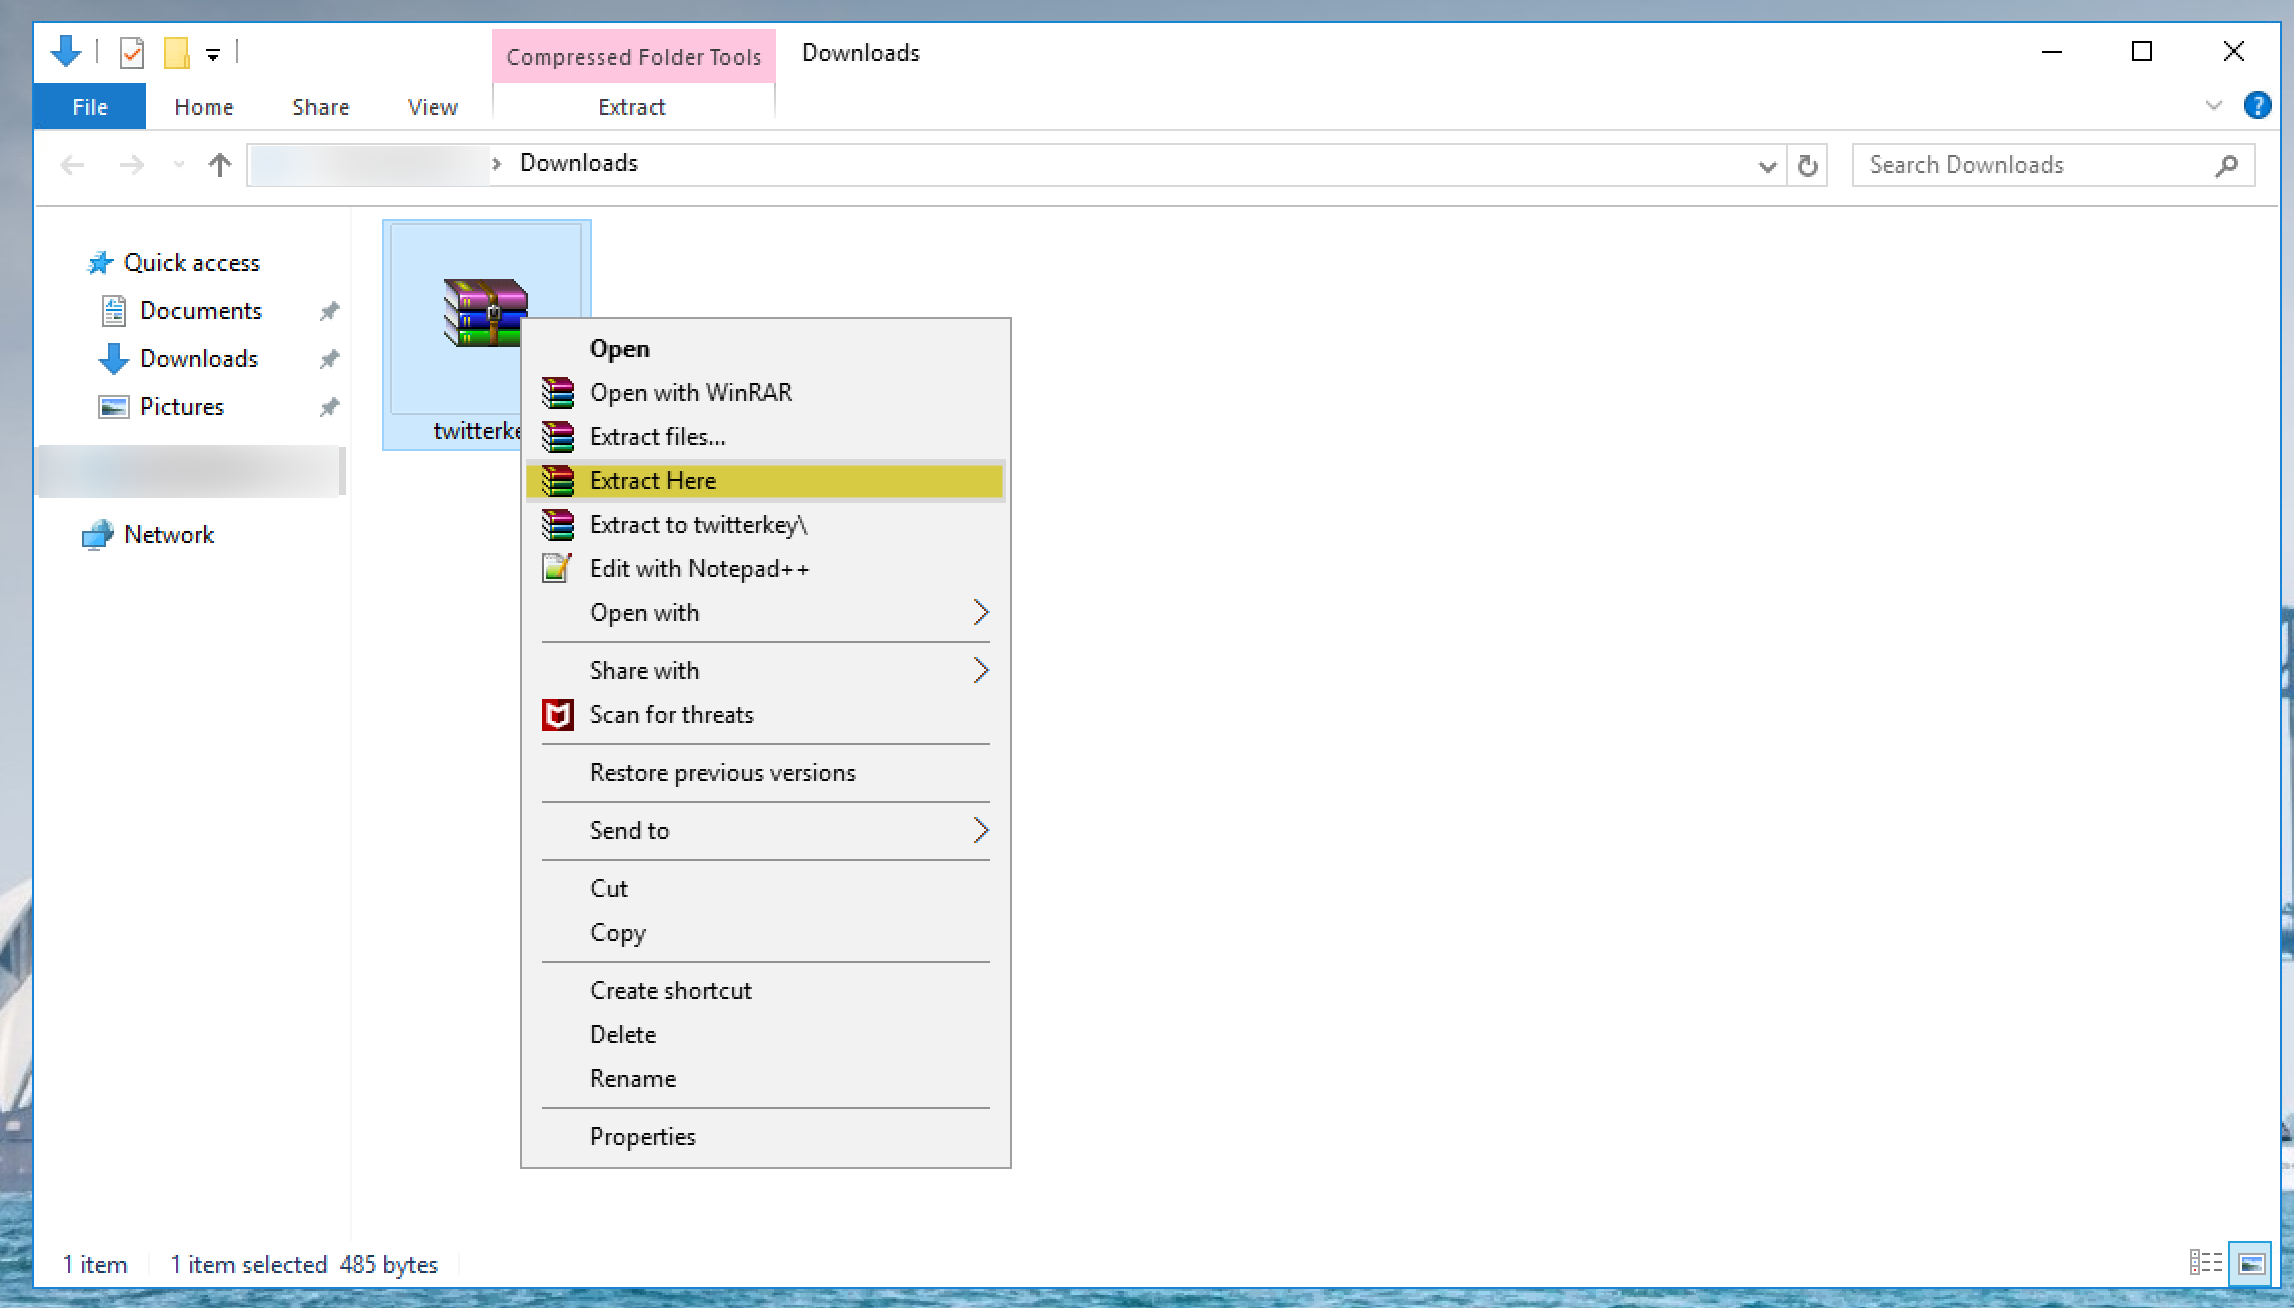 Compressed Folder Tools
Downloads
File
Home
Share
View
Extract
Downloads
Search Downloads
Quick access
Documents
Downloads
Pictures
Network
twitterke
Open
Open with WinRAR
Extract files...
Extract Here
Extract to twitterkey\
Edit with Notepad++
Open with
Share with
Scan for threats
Restore previous versions
Send to
Cut
Copy
Create shortcut
Delete
Rename
Properties
1 item
1 item selected 485 bytes